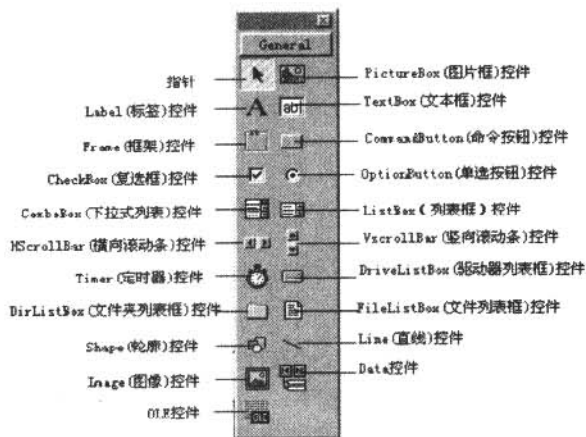 General
指针
PictureBox(图片框)控件
Label(标签)控件
A
ab
TextBox(文本框)控件
Frame(框架)控件
CommandButton(命令按钮)控件
CheckBox(复选框)控件
OptionButton(单选按钮)控件
ComboBox(下拉式列表)控件
ListBox(列表框)控件
HScrollBar(横向滚动条)控件
VscrollBar(竖向滚动条)控件
Timer(定时器)控件
DriveListBox(驱动器列表框)控件
DirListBox(文件夹列表框)控件
FileListBox(文件列表框)控件
Shape(轮廓)控件
Line(直线)控件
Image(图像)控件
Data控件
OLE控件